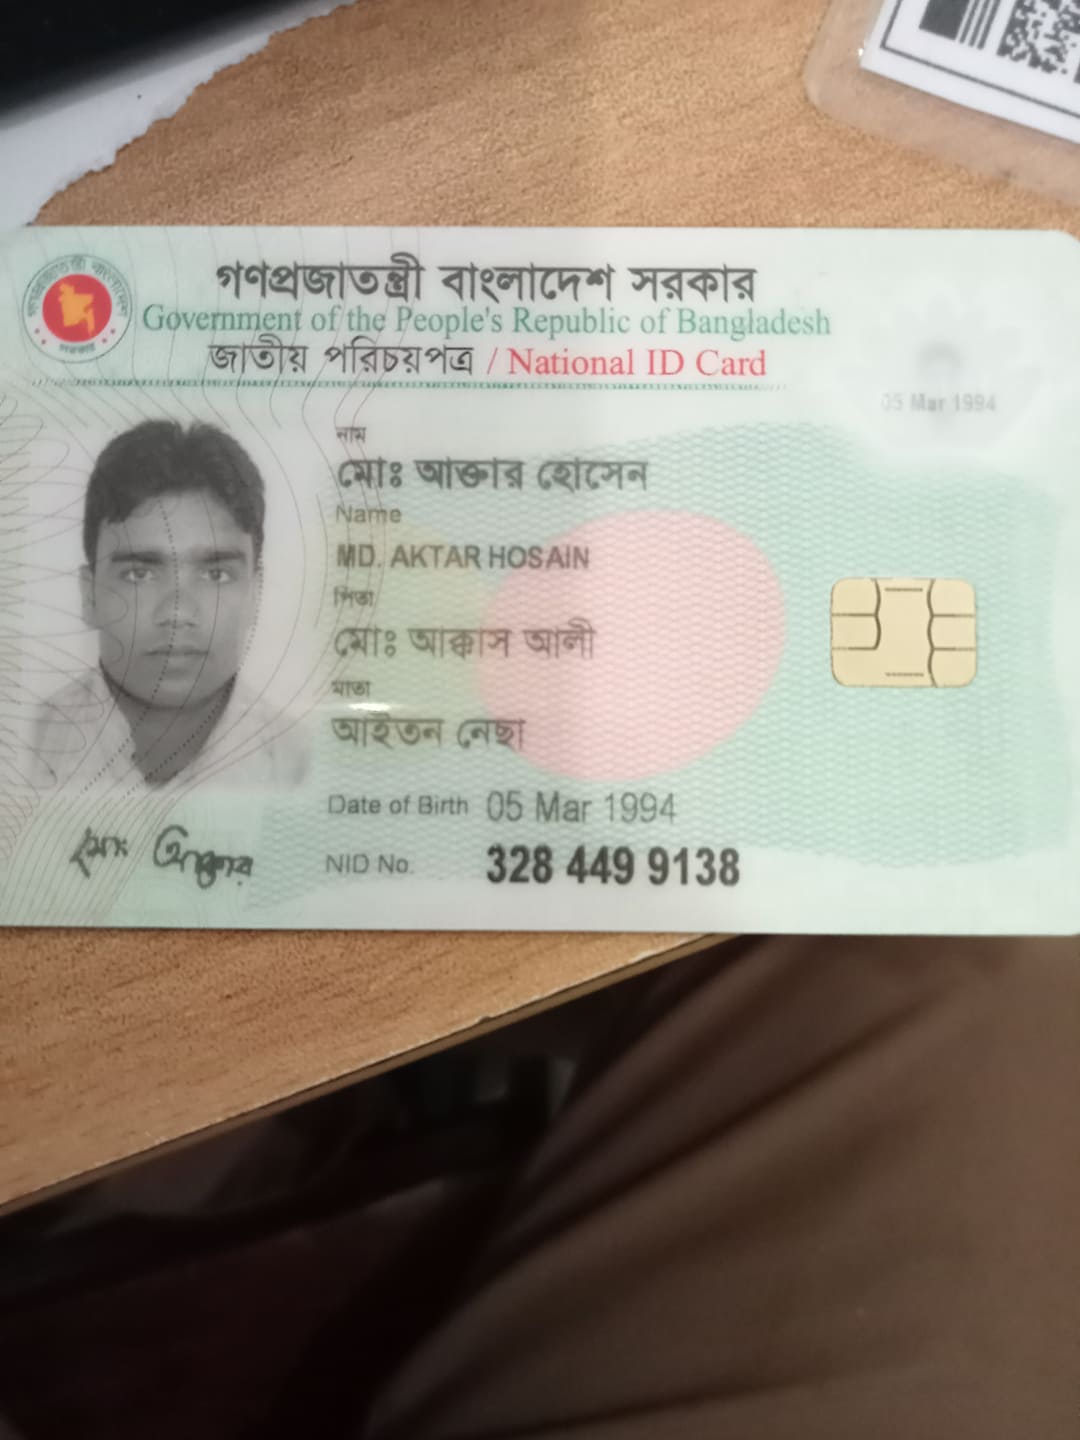 গণপ্রজাতন্ত্রী বাংলাদেশ সরকার
Government of the People's Republic of Bangladesh
জাতীয় পরিচয়পত্র / National ID Card
05 Mar 1994
নাম
মোঃ আক্তার হোসেন
Name
MD. AKTAR HOSAIN
পিতা
মোঃ আক্কাস আলী
মাতা
আইতন নেছা
Date of Birth 05 Mar 1994
NID No. 328 449 9138
মোঃ আক্তার